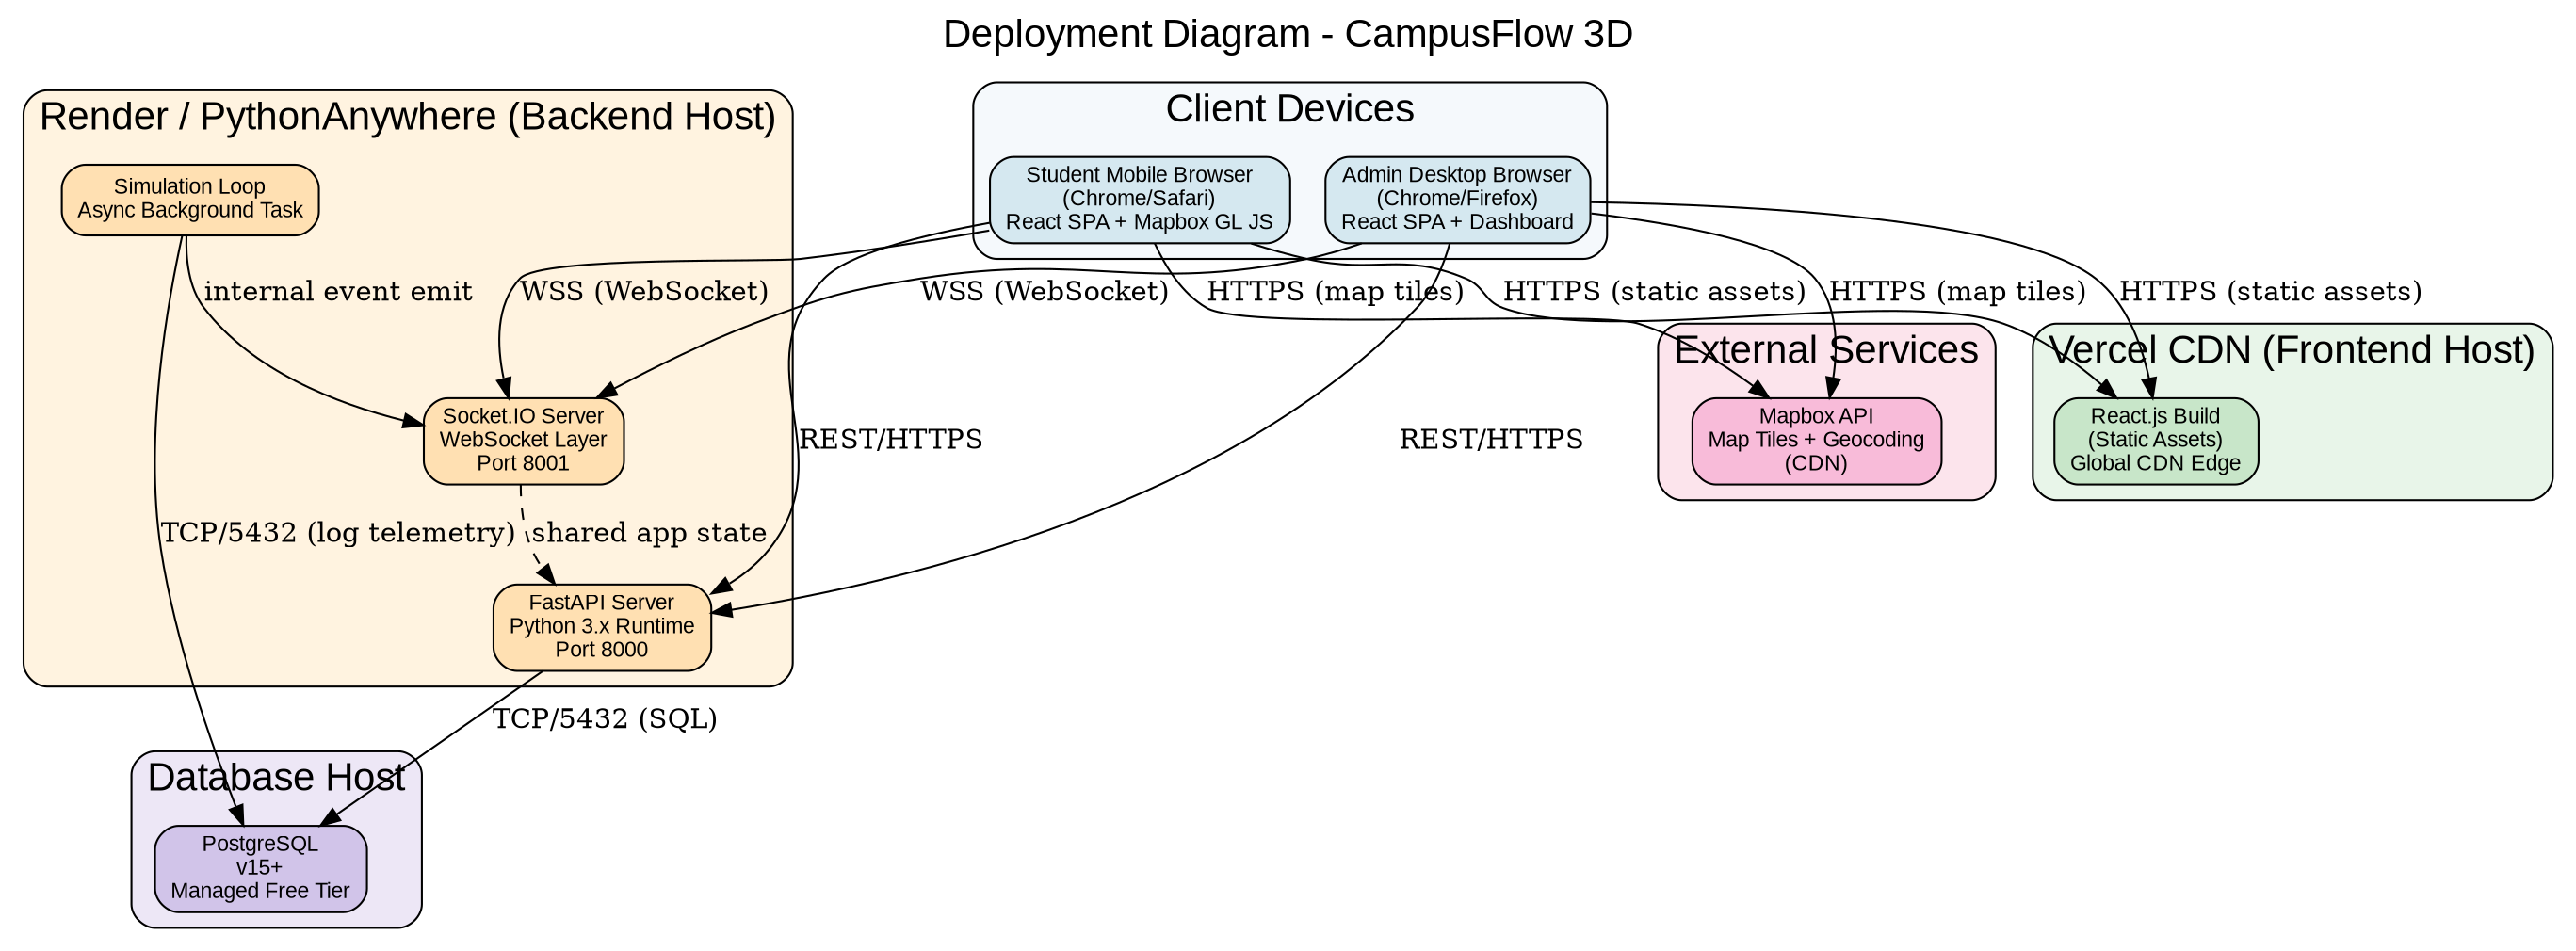 Deployment Diagram - CampusFlow 3D
Render / PythonAnywhere (Backend Host)
Client Devices
Simulation Loop
Async Background Task
Student Mobile Browser
(Chrome/Safari)
React SPA + Mapbox GL JS
Admin Desktop Browser
(Chrome/Firefox)
React SPA + Dashboard
internal event emit
WSS (WebSocket)
WSS (WebSocket)
HTTPS (map tiles)
HTTPS (static assets)
HTTPS (map tiles)
HTTPS (static assets)
External Services
Vercel CDN (Frontend Host)
Socket.IO Server
WebSocket Layer
Port 8001
REST/HTTPS
REST/HTTPS
Mapbox API
Map Tiles + Geocoding
(CDN)
React.js Build
(Static Assets)
Global CDN Edge
TCP/5432 (log telemetry)
shared app state
FastAPI Server
Python 3.x Runtime
Port 8000
TCP/5432 (SQL)
Database Host
PostgreSQL
v15+
Managed Free Tier